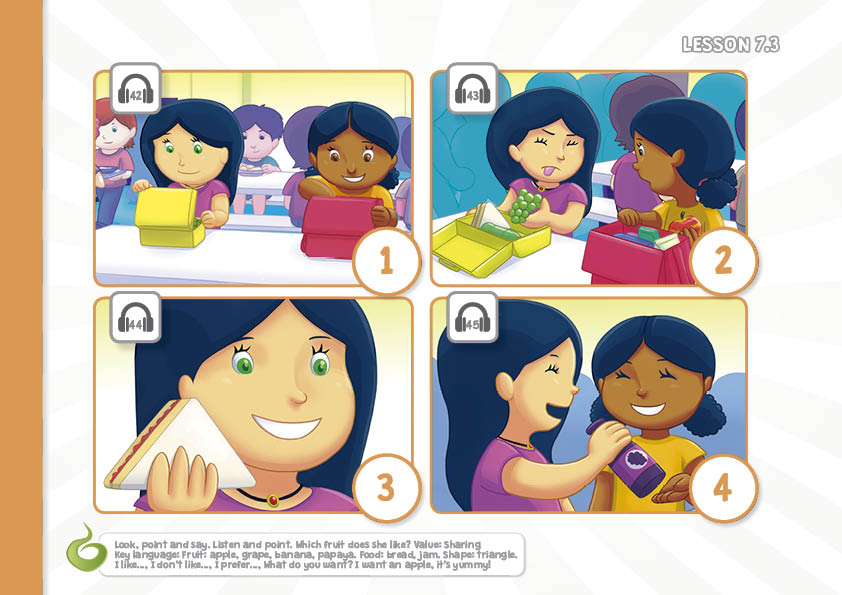 LESSON 7.3
42
43
1
2
44
45
3
4
Look, point and say. Listen and point. Which fruit does she like? Value: Sharing
Key language: Fruit: apple, grape, banana, papaya. Food: bread, jam. Shape: triangle.
I like..., I don't like..., I prefer..., What do you want? I want an apple, it's yummy!